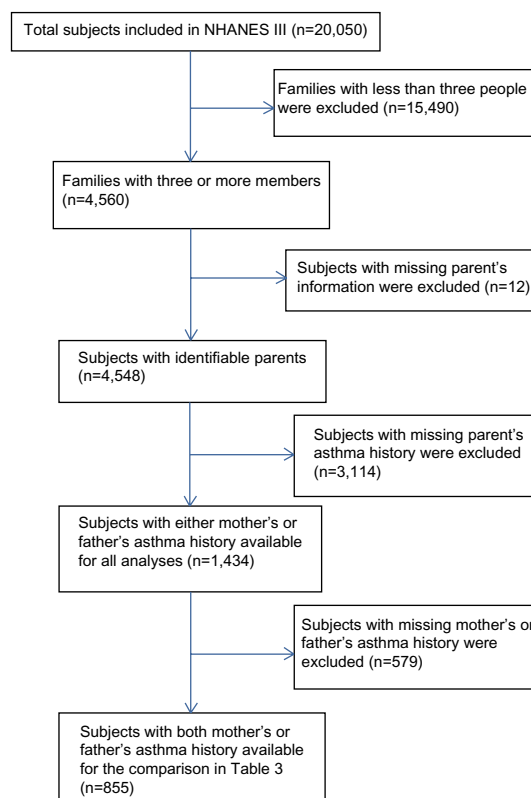 Total subjects included in NHANES III (n=20,050)
Families with less than three people
were excluded (n=15,490)
Families with three or more members
(n=4,560)
Subjects with missing parent's
information were excluded (n=12)
Subjects with identifiable parents
(n=4,548)
Subjects with missing parent's
asthma history were excluded
(n=3,114)
Subjects with either mother's or
father's asthma history available
for all analyses (n=1,434)
Subjects with missing mother's or
father's asthma history were
excluded (n=579)
Subjects with both mother's or
father's asthma history available
for the comparison in Table 3
(n=855)